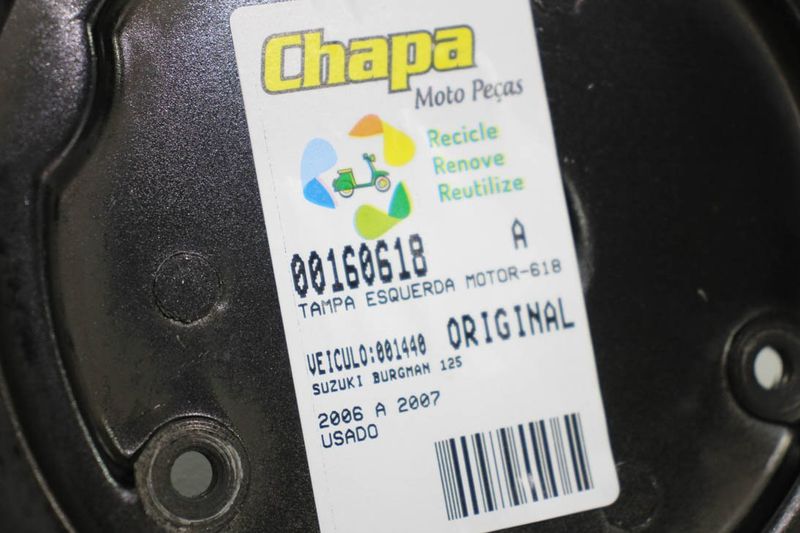 Chapa
Moto Peças
Recicle
Renove
Reutilize
00160618 A
TAMPA ESQUERDA MOTOR-618
VEICULO:001440 ORIGINAL
SUZUKI BURGMAN 125
2006 A 2007
USADO